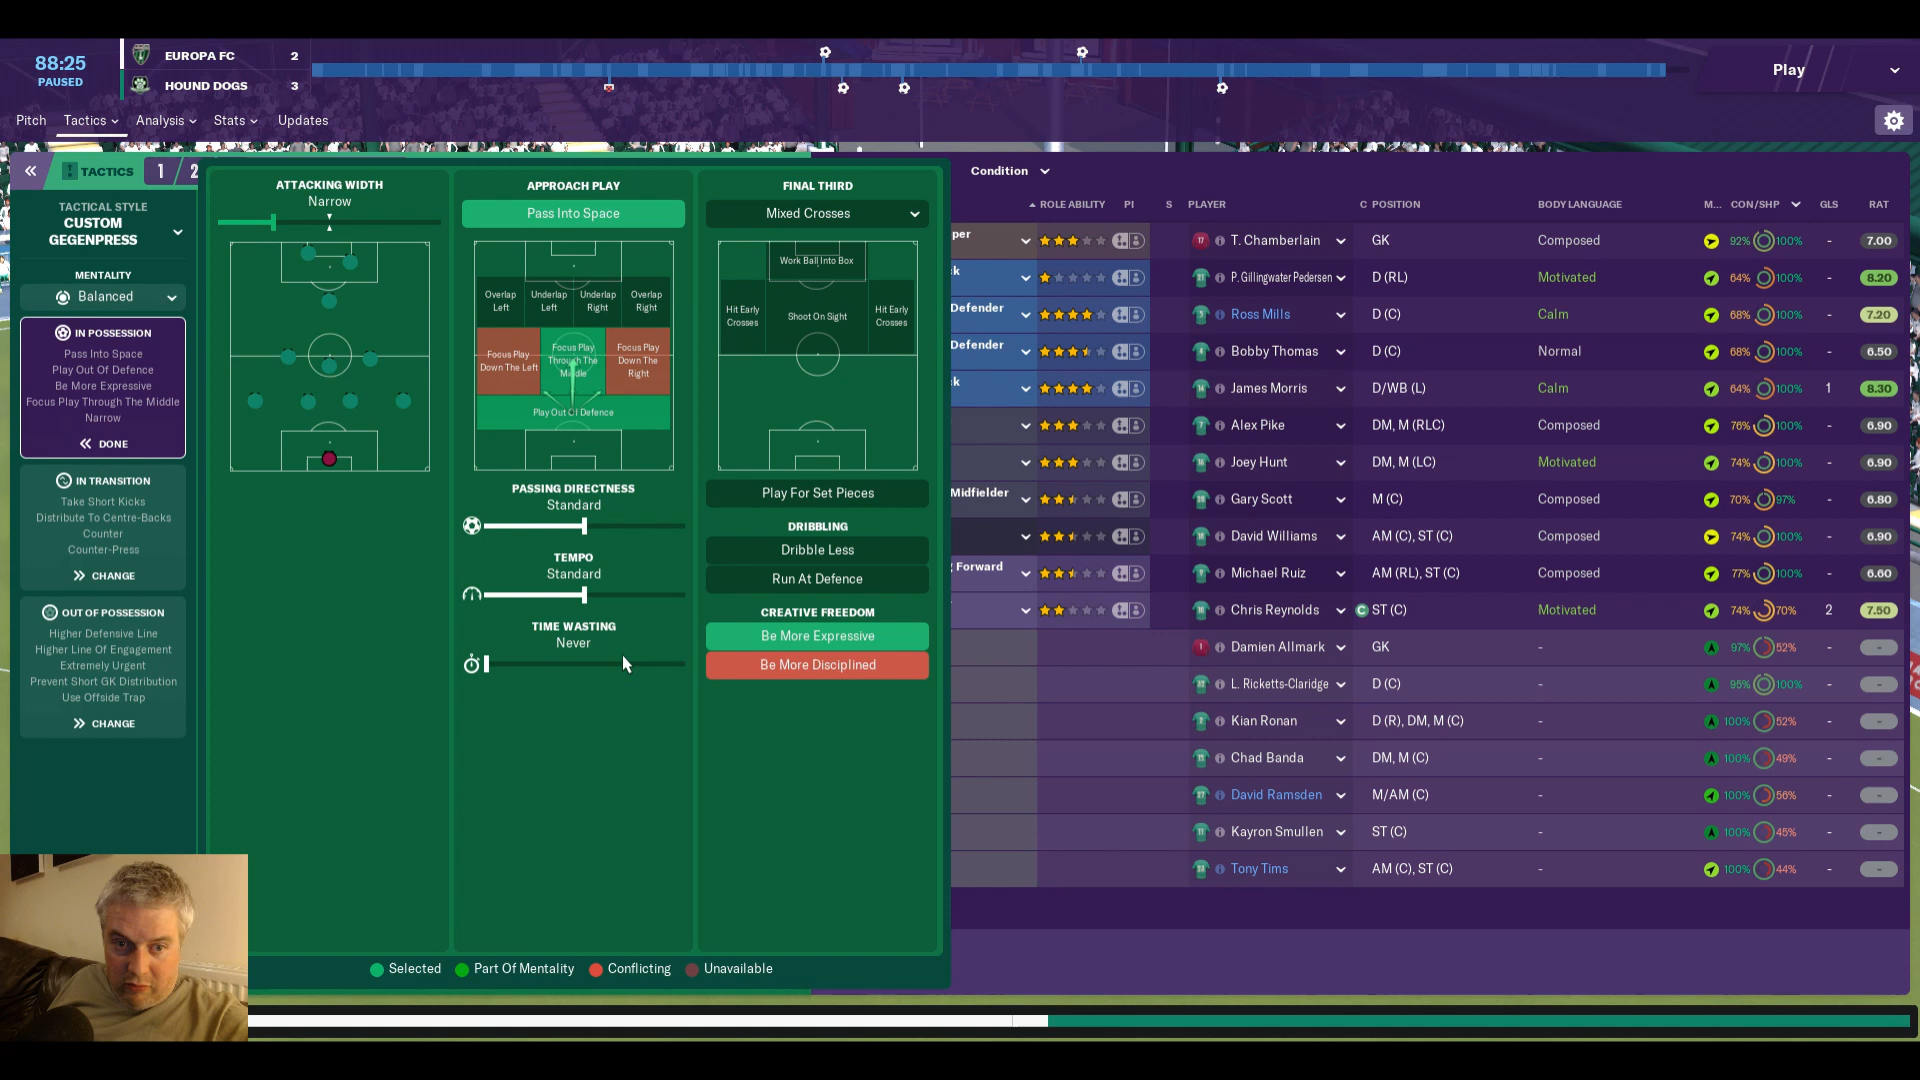 88:25
PAUSED
EUROPA FC 2
HOUND DOGS 3
Play
Pitch
Tactics
Analysis
Stats
Updates
TACTICS 1 2
TACTICAL STYLE
CUSTOM
GEGENPRESS
MENTALITY
Balanced
IN POSSESSION
Pass Into Space
Play Out Of Defence
Be More Expressive
Focus Play Through The Middle
Narrow
DONE
IN TRANSITION
Take Short Kicks
Distribute To Centre-Backs
Counter
Counter-Press
CHANGE
OUT OF POSSESSION
Higher Defensive Line
Higher Line Of Engagement
Extremely Urgent
Prevent Short GK Distribution
Use Offside Trap
CHANGE
ATTACKING WIDTH
Narrow
APPROACH PLAY
Pass Into Space
Overlap Left
Underlap Left
Underlap Right
Overlap Right
Focus Play Down The Left
Focus Play Through The Middle
Focus Play Down The Right
Play Out Of Defence
PASSING DIRECTNESS
Standard
TEMPO
Standard
TIME WASTING
Never
FINAL THIRD
Mixed Crosses
Work Ball Into Box
Hit Early Crosses
Shoot On Sight
Hit Early Crosses
Play For Set Pieces
DRIBBLING
Dribble Less
Run At Defence
CREATIVE FREEDOM
Be More Expressive
Be More Disciplined
Selected
Part Of Mentality
Conflicting
Unavailable
Condition
ROLE ABILITY PI S PLAYER C POSITION BODY LANGUAGE M... CON/SHP GLS RAT
per T. Chamberlain GK Composed 92% 100% - 7.00
k P. Gillingwater Pedersen D (RL) Motivated 64% 100% - 8.20
Defender Ross Mills D (C) Calm 68% 100% - 7.20
Defender Bobby Thomas D (C) Normal 68% 100% - 6.50
k James Morris D/WB (L) Calm 64% 100% 1 8.30
Alex Pike DM, M (RLC) Composed 76% 100% - 6.90
Joey Hunt DM, M (LC) Motivated 74% 100% - 6.90
Midfielder Gary Scott M (C) Composed 70% 97% - 6.80
David Williams AM (C), ST (C) Composed 74% 100% - 6.90
Forward Michael Ruiz AM (RL), ST (C) Composed 77% 100% - 6.60
Chris Reynolds C ST (C) Motivated 74% 70% 2 7.50
Damien Allmark GK - 97% 52% - -
L. Ricketts-Claridge D (C) - 95% 100% - -
Kian Ronan D (R), DM, M (C) - 100% 52% - -
Chad Banda DM, M (C) - 100% 49% - -
David Ramsden M/AM (C) - 100% 56% - -
Kayron Smullen ST (C) - 100% 45% - -
Tony Tims AM (C), ST (C) - 100% 44% - -